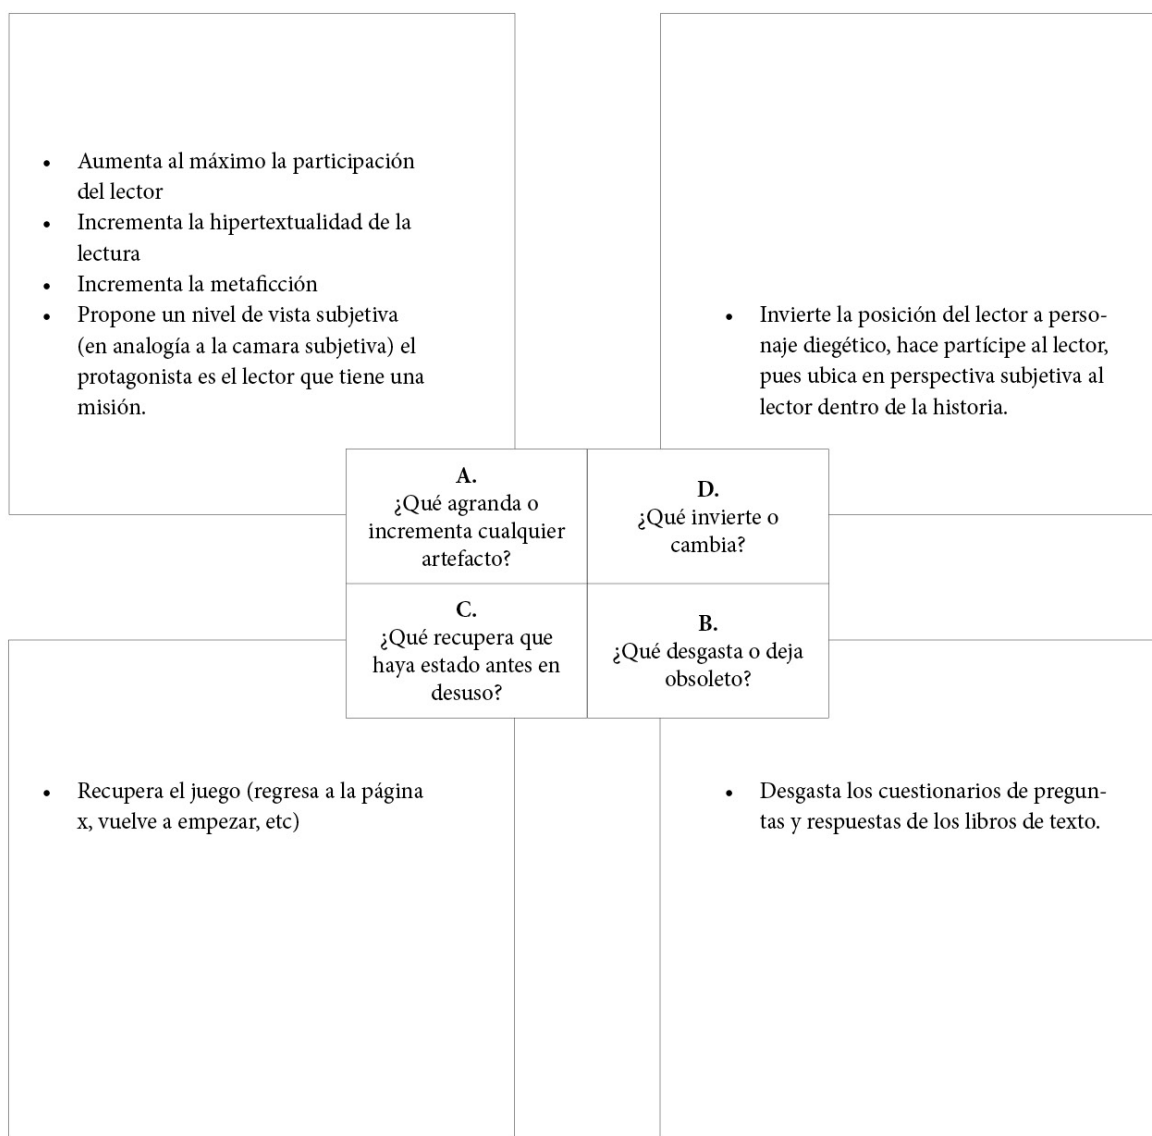 • Aumenta al máximo la participación
del lector
• Incrementa la hipertextualidad de la
lectura
• Incrementa la metaficción
• Propone un nivel de vista subjetiva
(en analogía a la camara subjetiva) el
protagonista es el lector que tiene una
misión.
• Invierte la posición del lector a perso-
naje diegético, hace partícipe al lector,
pues ubica en perspectiva subjetiva al
lector dentro de la historia.
A.
¿Qué agranda o
incrementa cualquier
artefacto?
D.
¿Qué invierte o
cambia?
C.
¿Qué recupera que
haya estado antes en
desuso?
B.
¿Qué desgasta o deja
obsoleto?
• Recupera el juego (regresa a la página
x, vuelve a empezar, etc)
• Desgasta los cuestionarios de pregun-
tas y respuestas de los libros de texto.